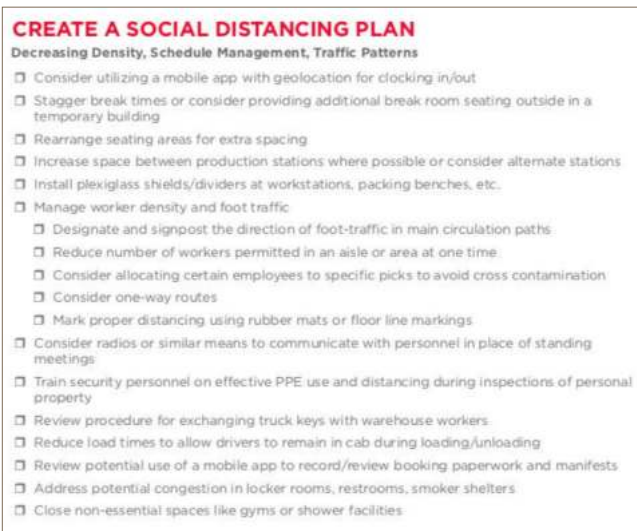 CREATE A SOCIAL DISTANCING PLAN
Decreasing Density, Schedule Management, Traffic Patterns
❒ Consider utilizing a mobile app with geolocation for clocking in/out
❒ Stagger break times or consider providing additional break room seating outside in a
temporary building
❒ Rearrange seating areas for extra spacing
❒ Increase space between production stations where possible or consider alternate stations
❒ Install plexiglass shields/dividers at workstations, packing benches, etc.
❒ Manage worker density and foot traffic
❒ Designate and signpost the direction of foot-traffic in main circulation paths
❒ Reduce number of workers permitted in an aisle or area at one time
❒ Consider allocating certain employees to specific picks to avoid cross contamination
❒ Consider one-way routes
❒ Mark proper distancing using rubber mats or floor line markings
❒ Consider radios or similar means to communicate with personnel in place of standing
meetings
❒ Train security personnel on effective PPE use and distancing during inspections of personal
property
❒ Review procedure for exchanging truck keys with warehouse workers
❒ Reduce load times to allow drivers to remain in cab during loading/unloading
❒ Review potential use of a mobile app to record/review booking paperwork and manifests
❒ Address potential congestion in locker rooms, restrooms, smoker shelters
❒ Close non-essential spaces like gyms or shower facilities